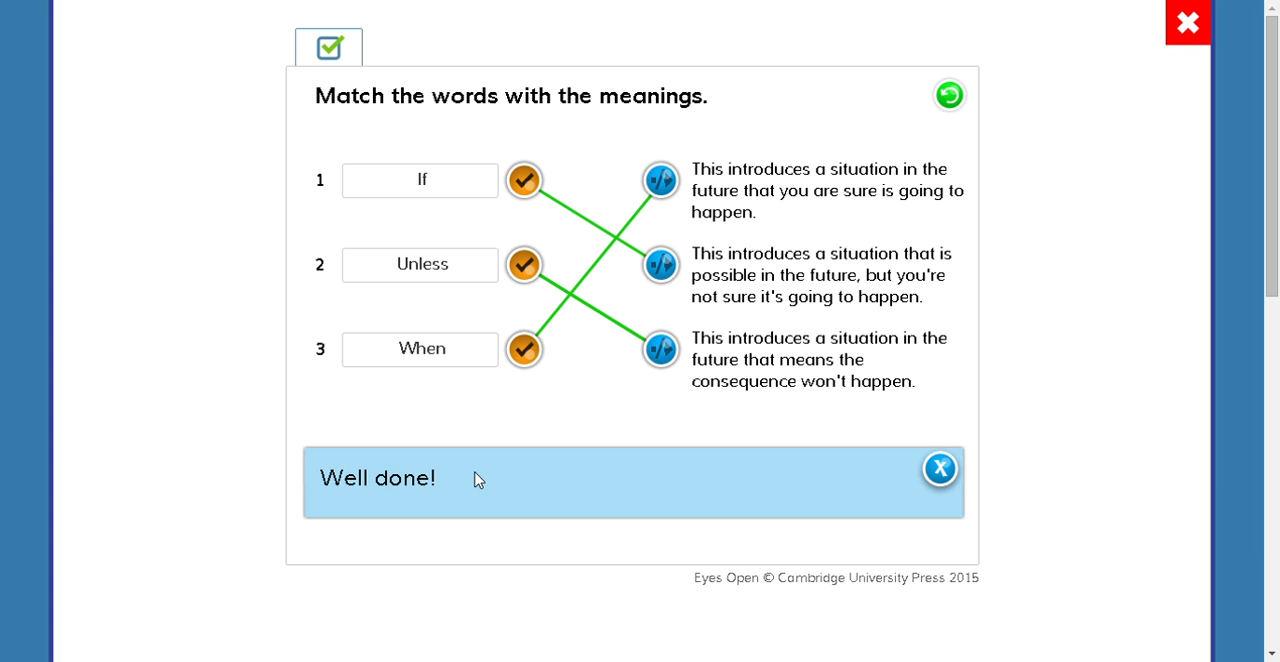 Match the words with the meanings.
1 If
This introduces a situation in the
future that you are sure is going to
happen.
2 Unless
This introduces a situation that is
possible in the future, but you're
not sure it's going to happen.
3 When
This introduces a situation in the
future that means the
consequence won't happen.
Well done!
X
Eyes Open © Cambridge University Press 2015